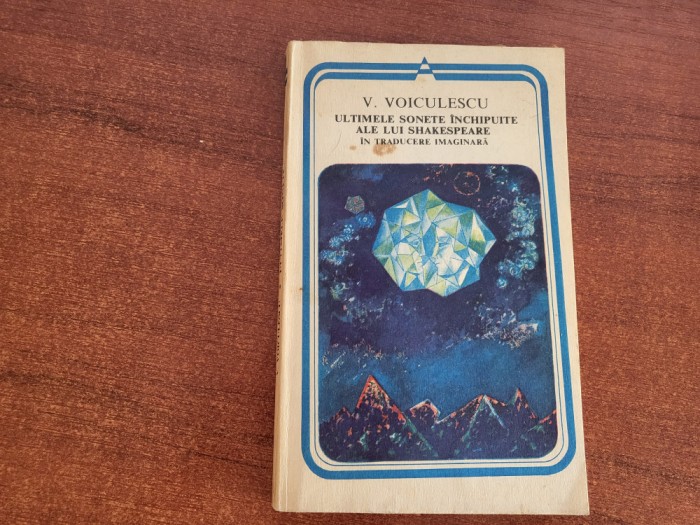 V. VOICULESCU
ULTIMELE SONETE ÎNCHIPUITE
ALE LUI SHAKESPEARE
ÎN TRADUCERE IMAGINARĂ